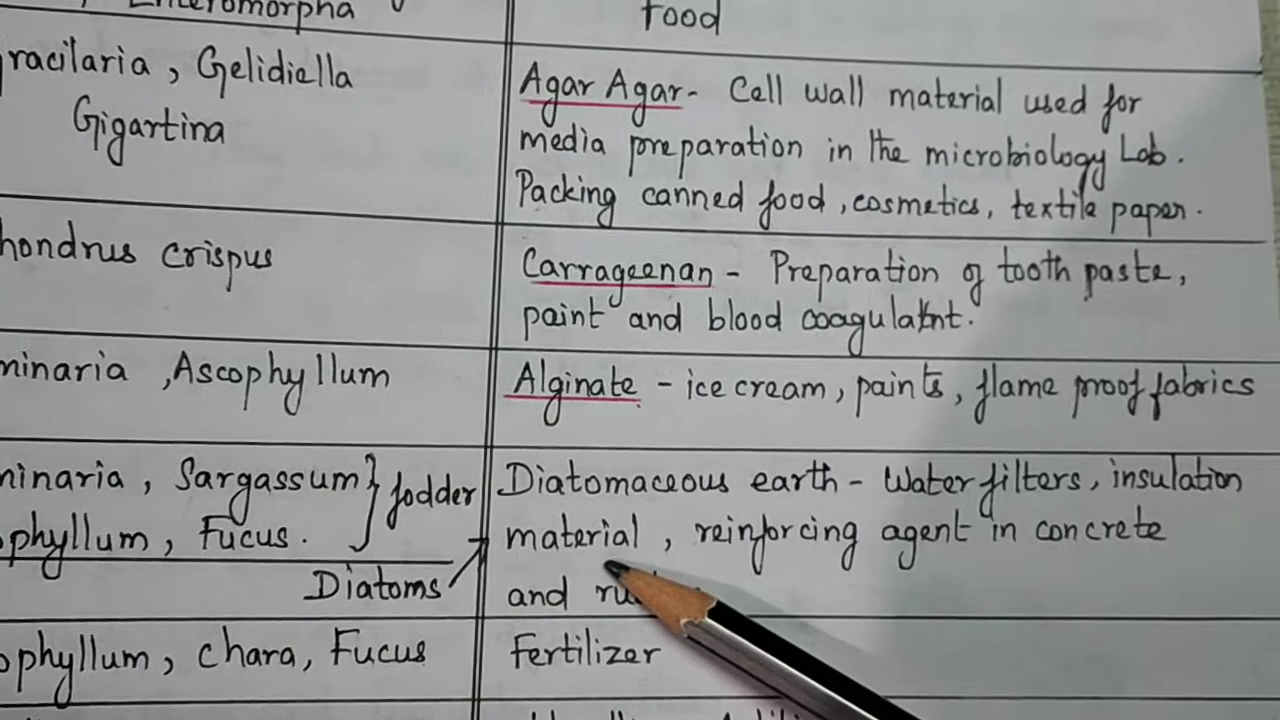 Food
racilaria, Gelidiella
Gigartina
Agar Agar - Cell wall material used for
media preparation in the microbiology Lab.
Packing canned food, cosmetics, textile paper.
hondrus crispus
Carrageenan - Preparation of tooth paste,
paint and blood coagulant.
minaria, Ascophyllum
Alginate - ice cream, paints, flame proof fabrics
minaria, Sargassum } fodder
ophyllum, Fucus.
Diatoms
Diatomaceous earth - Water filters, insulation
material, reinforcing agent in concrete
and
ophyllum, chara, Fucus
Fertilizer